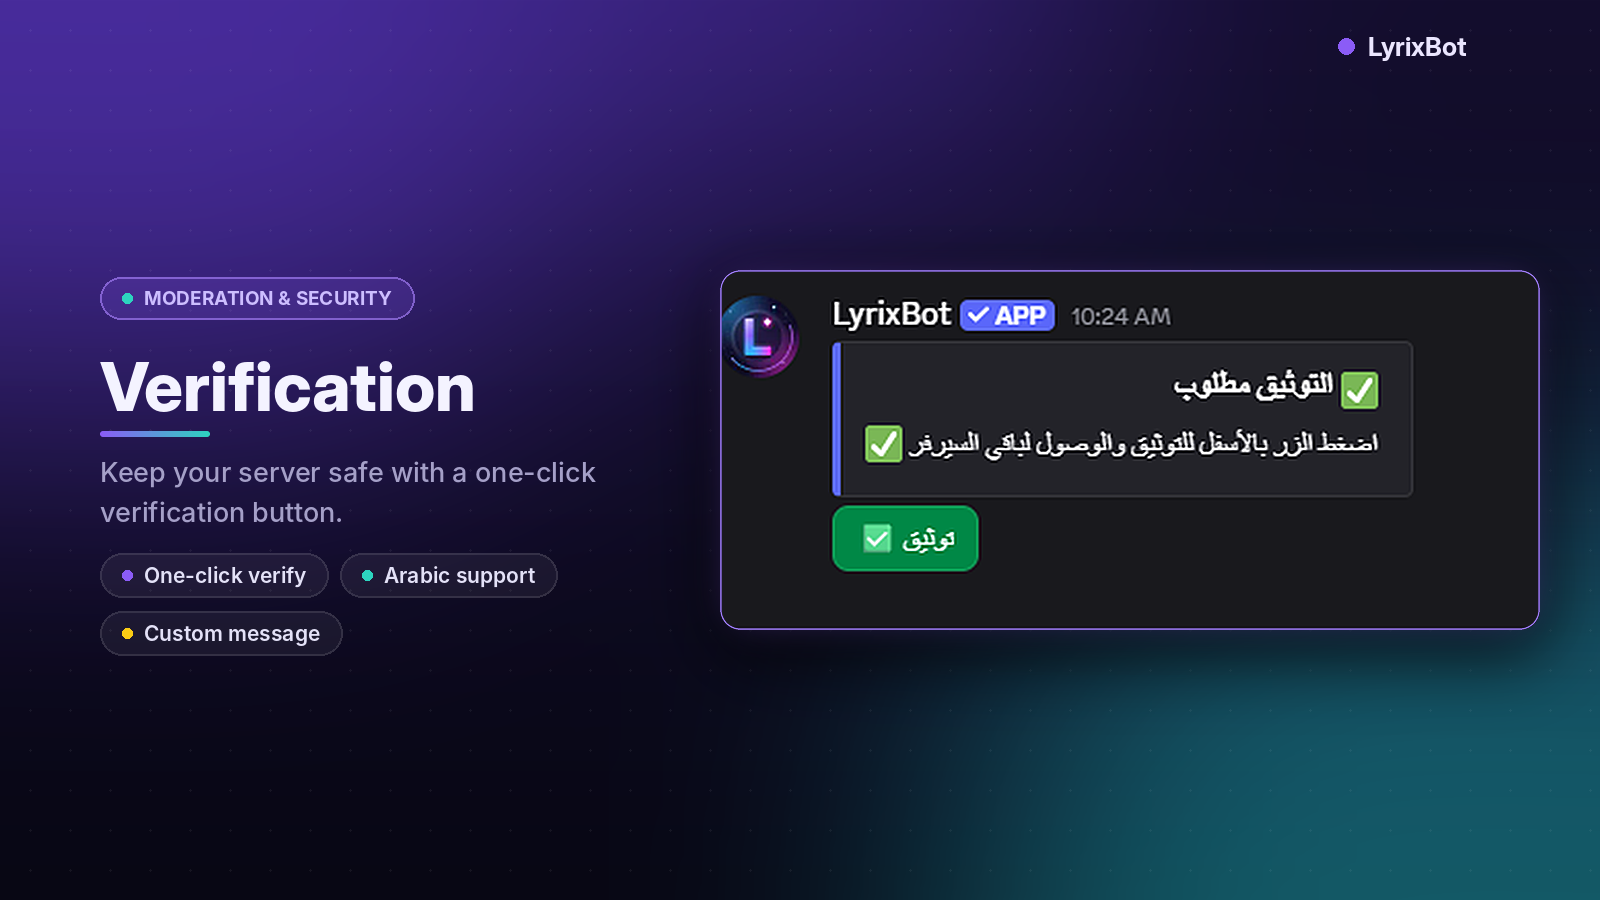 LyrixBot
MODERATION & SECURITY
Verification
Keep your server safe with a one-click
verification button.
One-click verify
Arabic support
Custom message
L
LyrixBot ✓ APP 10:24 AM
✅ التوثيق مطلوب
اضغط الزر بالأسفل للتوثيق والوصول لباقي السيرفر ✅
✅ توثيق